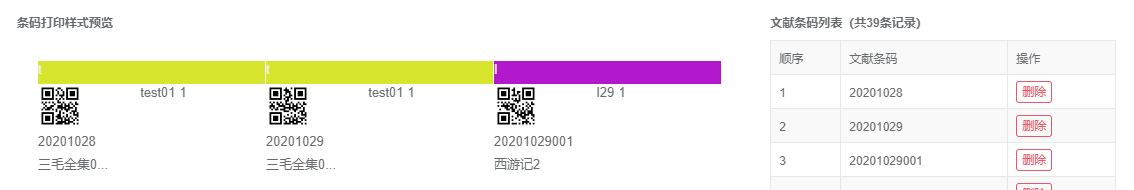 条码打印样式预览
t
t
l
test01 1
test01 1
l29 1
20201028
20201029
20201029001
三毛全集0...
三毛全集0...
西游记2
文献条码列表（共39条记录）
顺序 文献条码 操作
1 20201028 删除
2 20201029 删除
3 20201029001 删除